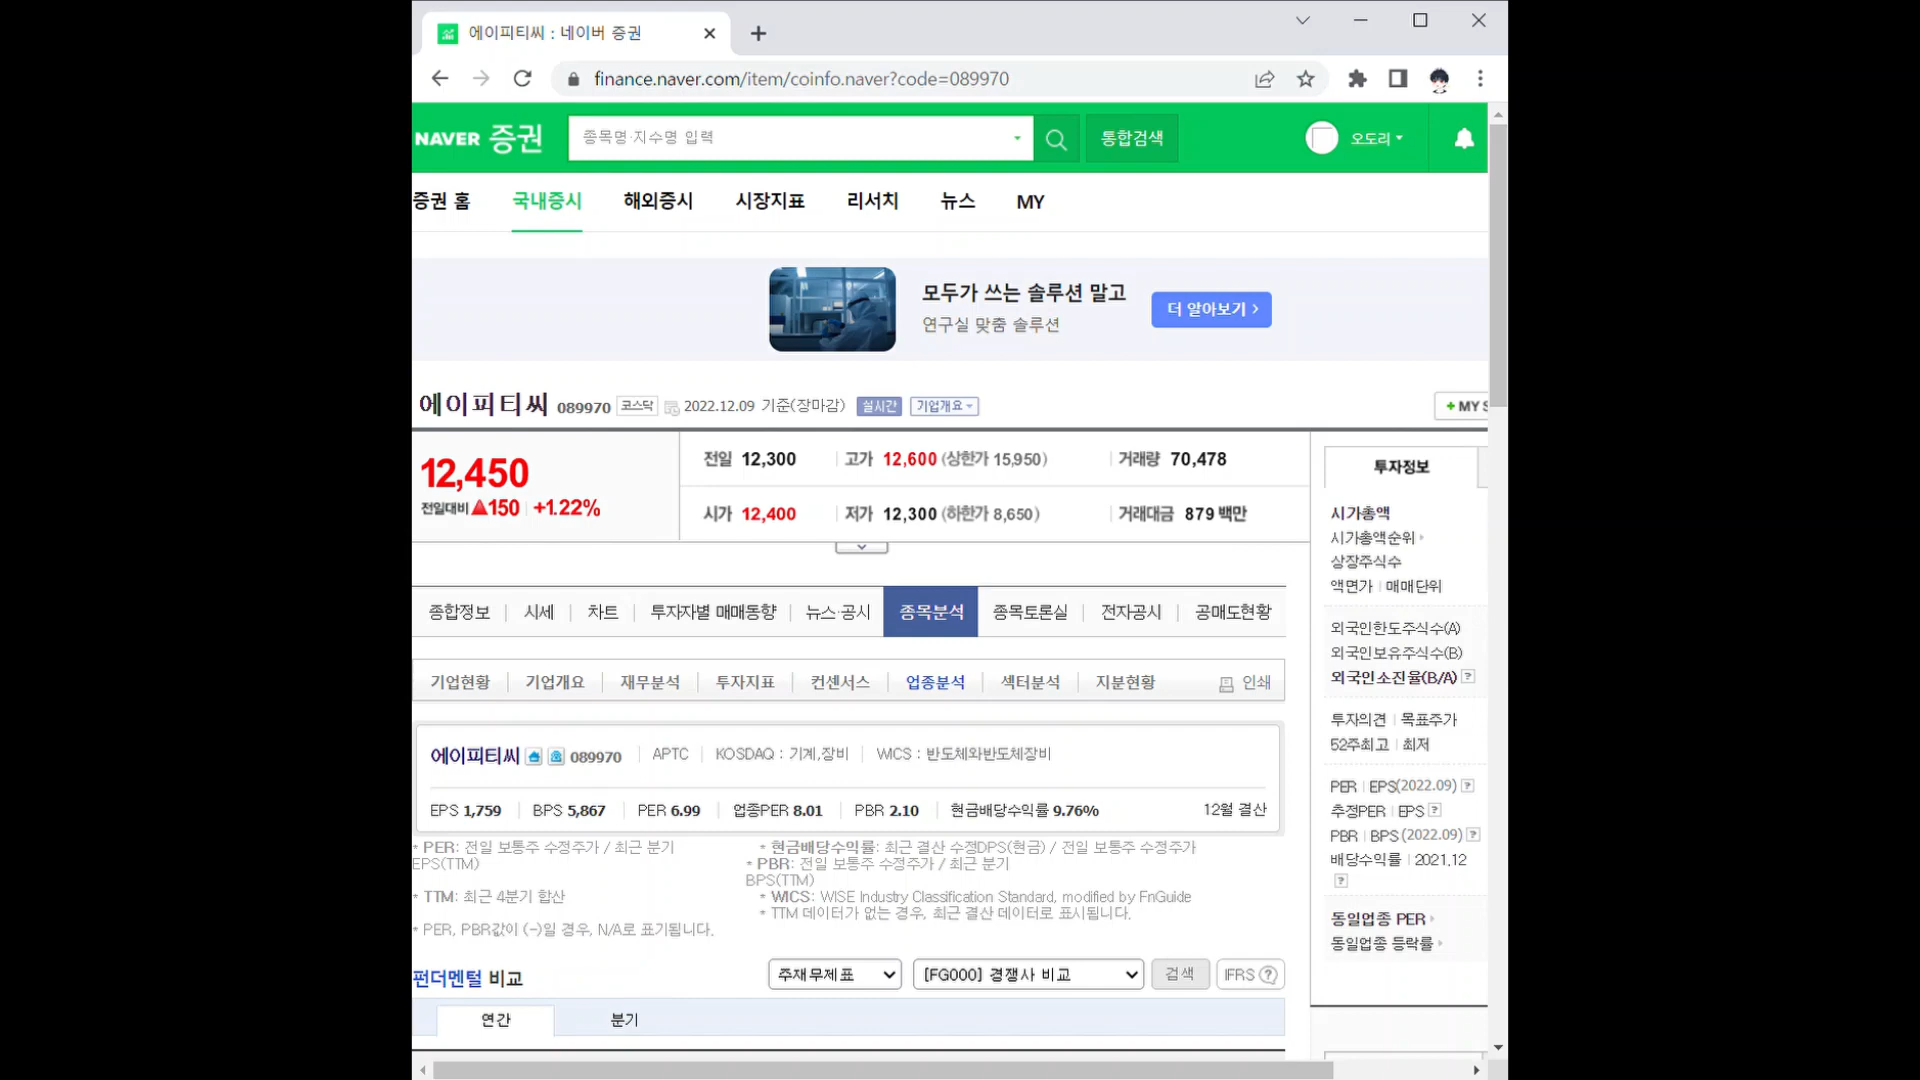 에이피티씨 : 네이버 증권
finance.naver.com/item/coinfo.naver?code=089970
NAVER 증권
종목명·지수명 입력
통합검색
오도리
증권 홈 국내증시 해외증시 시장지표 리서치 뉴스 MY
모두가 쓰는 솔루션 말고
연구실 맞춤 솔루션
더 알아보기 >
에이피티씨 089970 코스닥 2022.12.09 기준(장마감) 실시간 기업개요
+ MY S
12,450
전일대비 ▲150 +1.22%
전일 12,300 고가 12,600 (상한가 15,950) 거래량 70,478
시가 12,400 저가 12,300 (하한가 8,650) 거래대금 879 백만
투자정보
시가총액
시가총액순위
상장주식수
액면가 | 매매단위
외국인한도주식수(A)
외국인보유주식수(B)
외국인소진율(B/A) ?
투자의견 | 목표주가
52주최고 | 최저
PER | EPS(2022.09) ?
추정PER | EPS ?
PBR | BPS (2022.09) ?
배당수익률 | 2021.12
?
동일업종 PER
동일업종 등락률
종합정보 | 시세 | 차트 | 투자자별 매매동향 | 뉴스·공시 종목분석 종목토론실 | 전자공시 | 공매도현황
기업현황 | 기업개요 | 재무분석 | 투자지표 | 컨센서스 | 업종분석 | 섹터분석 | 지분현황 인쇄
에이피티씨 089970 | APTC | KOSDAQ : 기계,장비 | WICS : 반도체와반도체장비
EPS 1,759 | BPS 5,867 | PER 6.99 | 업종PER 8.01 | PBR 2.10 | 현금배당수익률 9.76% 12월 결산
* PER: 전일 보통주 수정주가 / 최근 분기
EPS(TTM)
* TTM: 최근 4분기 합산
* PER, PBR값이 (-)일 경우, N/A로 표기됩니다.
* 현금배당수익률: 최근 결산 수정DPS(현금) / 전일 보통주 수정주가
* PBR: 전일 보통주 수정주가 / 최근 분기
BPS(TTM)
* WICS: WISE Industry Classification Standard, modified by FnGuide
* TTM 데이터가 없는 경우, 최근 결산 데이터로 표시됩니다.
펀더멘털 비교 주재무제표 [FG000] 경쟁사 비교 검색 IFRS ?
연간 분기